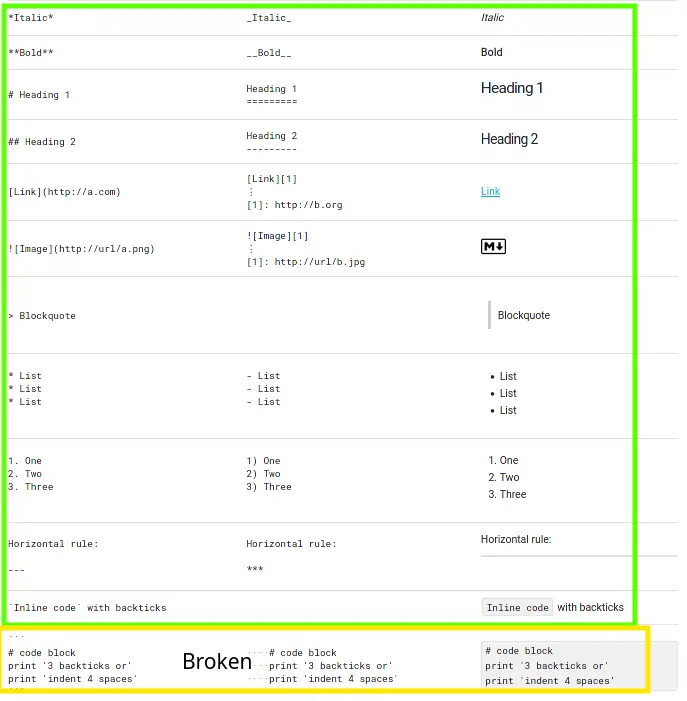 *Italic* _Italic_ Italic
**Bold** __Bold__ Bold
# Heading 1 Heading 1 Heading 1
=========
## Heading 2 Heading 2 Heading 2
---------
[Link](http://a.com) [Link][1] Link
⋮
[1]: http://b.org
![Image](http://url/a.png) ![Image][1] M↓
⋮
[1]: http://url/b.jpg
> Blockquote Blockquote
* List - List • List
* List - List • List
* List - List • List
1. One 1) One 1. One
2. Two 2) Two 2. Two
3. Three 3) Three 3. Three
Horizontal rule: Horizontal rule: Horizontal rule:
--- ***
`Inline code` with backticks Inline code with backticks
```
# code block ····# code block # code block
print '3 backticks or' ····print '3 backticks or' print '3 backticks or'
print 'indent 4 spaces' ····print 'indent 4 spaces' print 'indent 4 spaces'
```
Broken